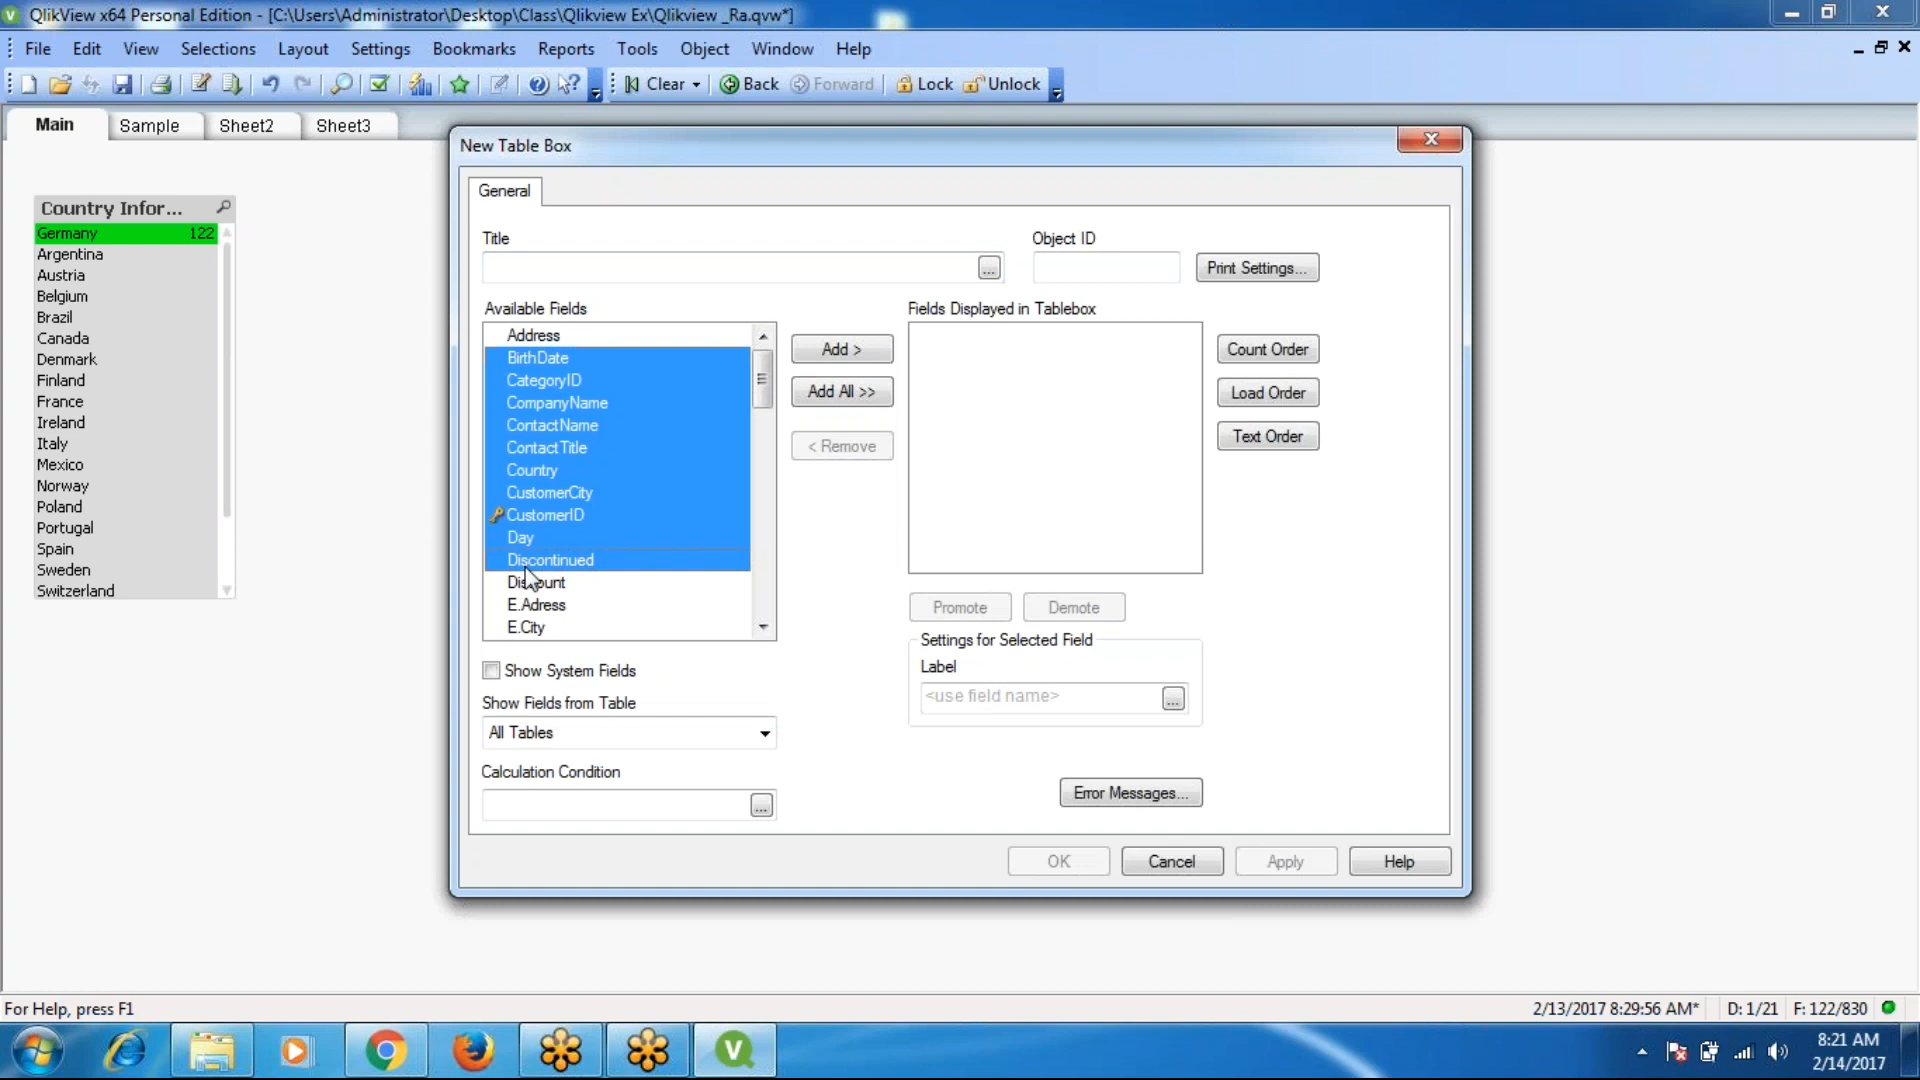 QlikView x64 Personal Edition - [C:\Users\Administrator\Desktop\Class\Qlikview Ex\Qlikview _Ra.qvw*]
File Edit View Selections Layout Settings Bookmarks Reports Tools Object Window Help
Clear Back Forward Lock Unlock
Main Sample Sheet2 Sheet3
Country Infor...
Germany 122
Argentina
Austria
Belgium
Brazil
Canada
Denmark
Finland
France
Ireland
Italy
Mexico
Norway
Poland
Portugal
Spain
Sweden
Switzerland
New Table Box
General
Title
Object ID
...
Print Settings...
Available Fields
Address
BirthDate
CategoryID
CompanyName
ContactName
ContactTitle
Country
CustomerCity
CustomerID
Day
Discontinued
Discount
E.Adress
E.City
Add >
Add All >>
< Remove
Fields Displayed in Tablebox
Count Order
Load Order
Text Order
Promote Demote
Settings for Selected Field
Label
<use field name> ...
Show System Fields
Show Fields from Table
All Tables
Calculation Condition
...
Error Messages...
OK Cancel Apply Help
For Help, press F1
2/13/2017 8:29:56 AM* D: 1/21 F: 122/830
8:21 AM
2/14/2017